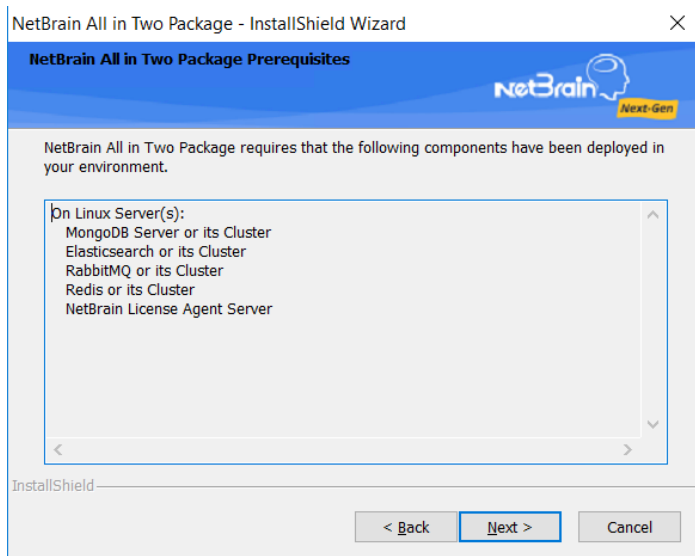 NetBrain All in Two Package - InstallShield Wizard
NetBrain All in Two Package Prerequisites
NetBrain
Next-Gen
NetBrain All in Two Package requires that the following components have been deployed in
your environment.
On Linux Server(s):
MongoDB Server or its Cluster
Elasticsearch or its Cluster
RabbitMQ or its Cluster
Redis or its Cluster
NetBrain License Agent Server
InstallShield
< Back
Next >
Cancel